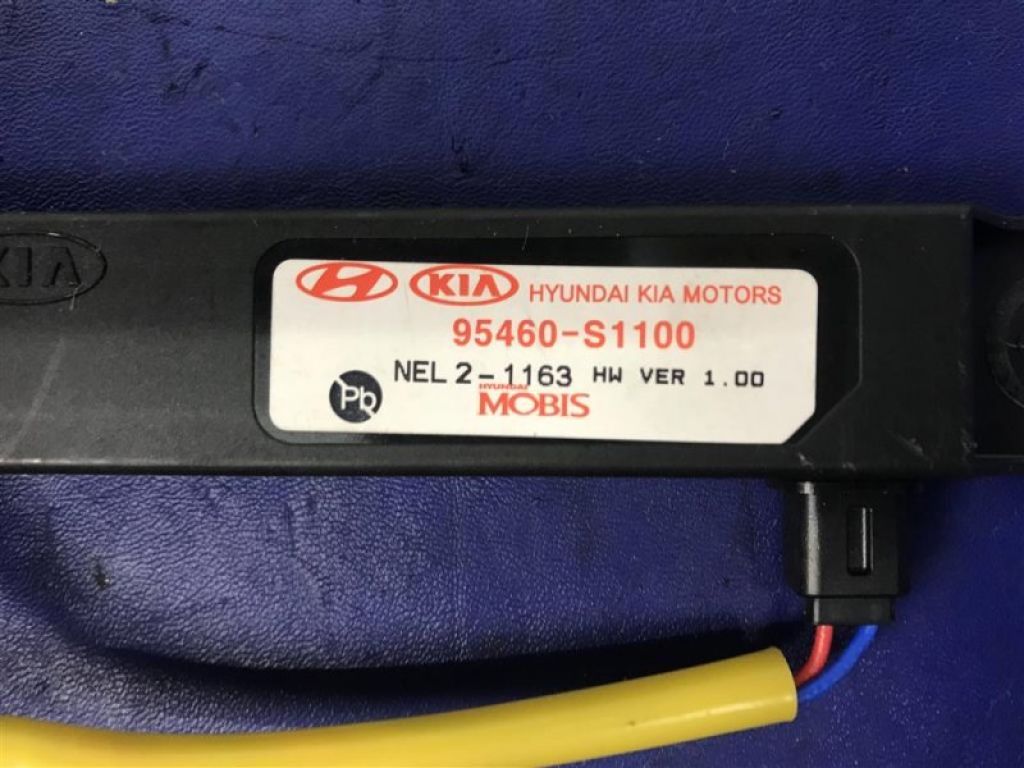 KIA
KIA HYUNDAI KIA MOTORS
95460-S1100
NEL 2-1163 HW VER 1.00
Pb
HYUNDAI
MOBIS